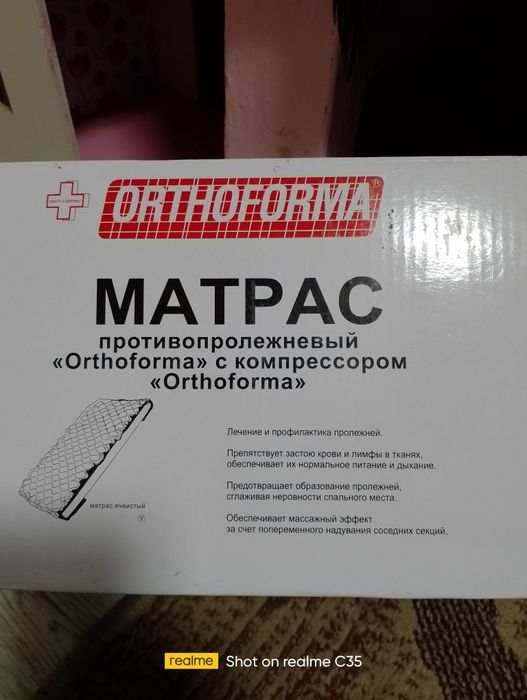 ORTHOFORMA®
МАТРАС
противопролежневый
«Orthoforma» с компрессором
«Orthoforma»
Лечение и профилактика пролежней.
Препятствует застою крови и лимфы в тканях,
обеспечивает их нормальное питание и дыхание.
Предотвращает образование пролежней,
сглаживая неровности спального места.
Обеспечивает массажный эффект
за счет попеременного надувания соседних секций.
матрас ячеистый
realme Shot on realme C35